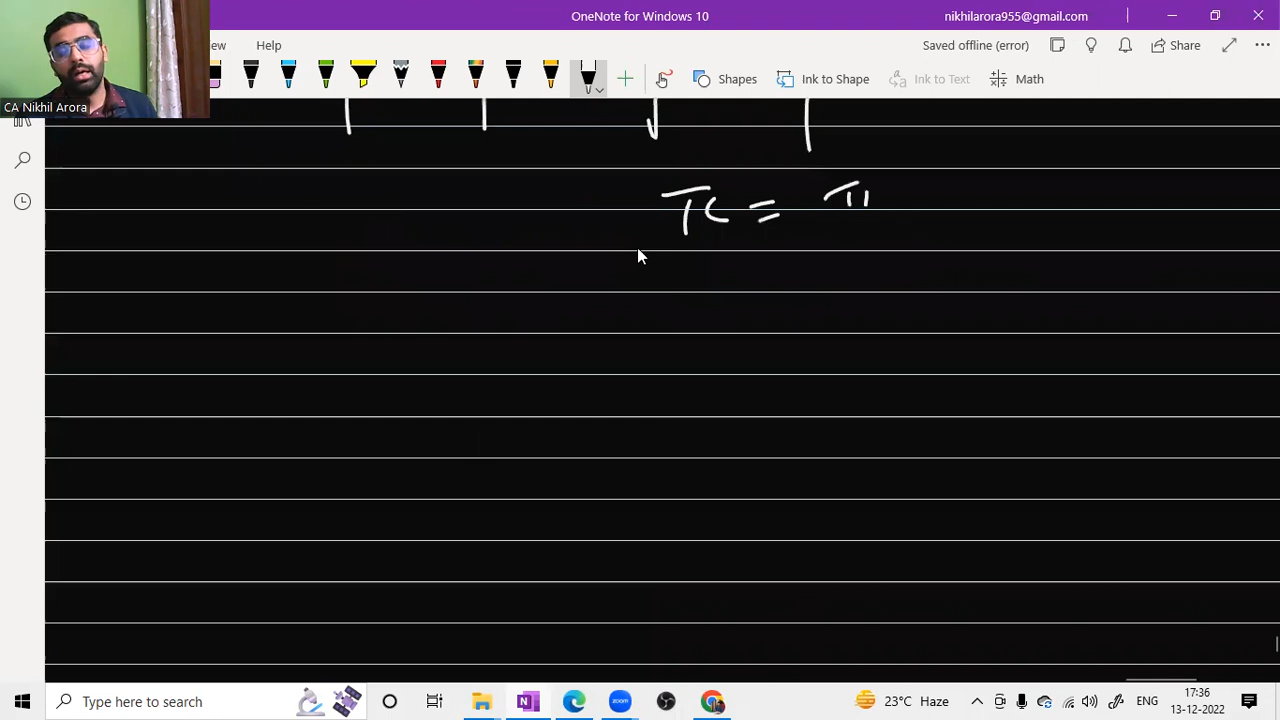 OneNote for Windows 10
nikhilarora955@gmail.com
ew Help
Saved offline (error)
Share
Shapes
Ink to Shape
Ink to Text
Math
CA Nikhil Arora
TC =
Type here to search
23°C Haze
ENG
17:36
13-12-2022